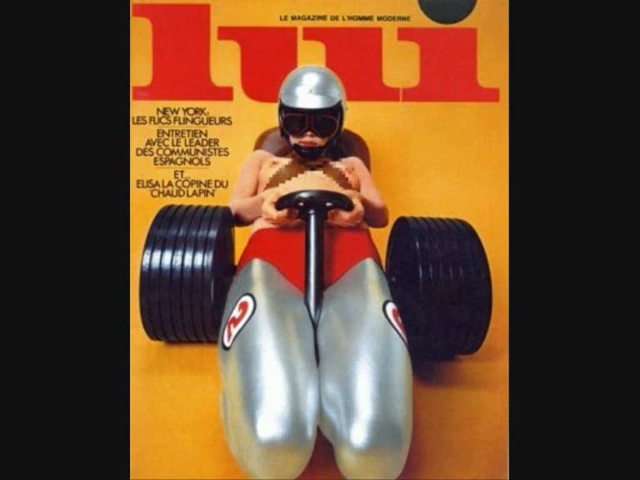 LE MAGAZINE DE L'HOMME MODERNE
lui
NEW YORK:
LES FLICS FLINGUEURS
ENTRETIEN
AVEC LE LEADER
DES COMMUNISTES
ESPAGNOLS
ET...
ELISA LA COPINE DU
"CHAUD LAPIN"
2